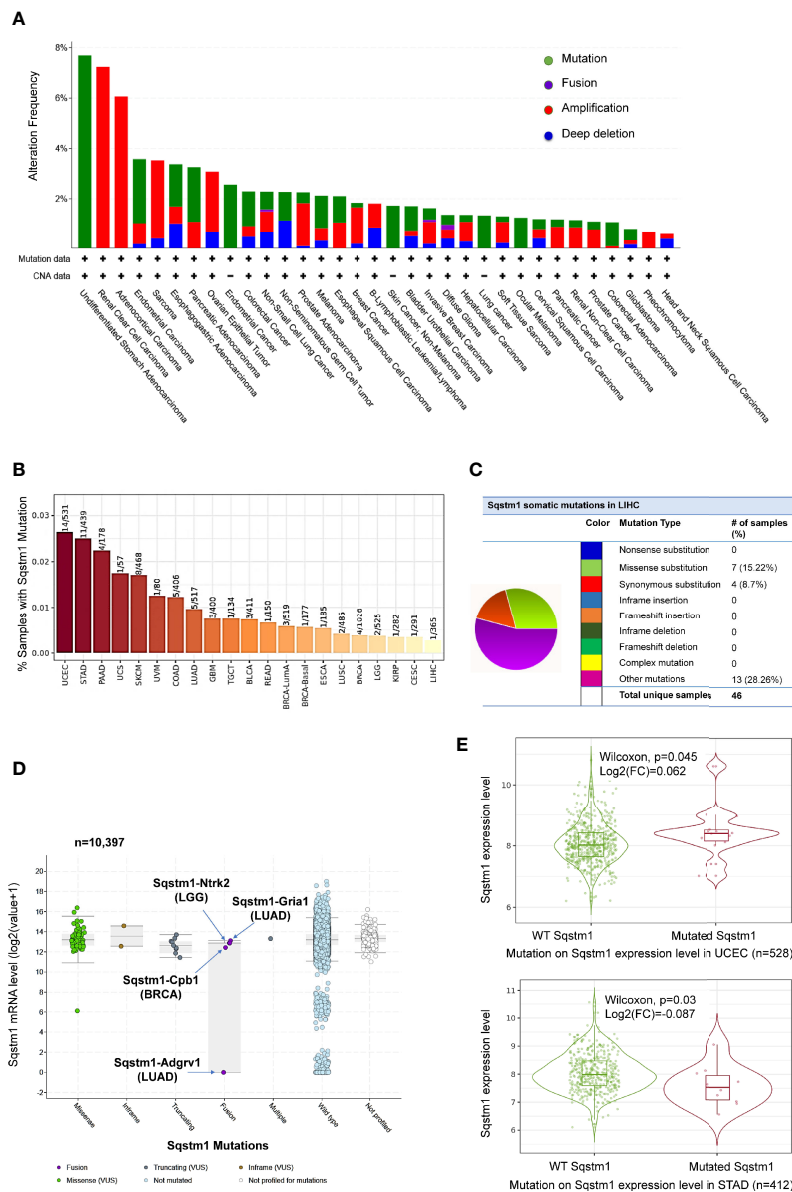 A
8%
6%
4%
2%
Alteration Frequency
Mutation
Fusion
Amplification
Deep deletion
Mutation data + + + + + + + + + + + + + + + + + + + + + + + + + + + + + + + + + +
CNA data
Undifferentiated Stomach Adenocarcinoma
Renal Clear Cell Carcinoma
Adrenocortical Carcinoma
Endometrial Carcinoma
Sarcoma
Esophagogastric Adenocarcinoma
Pancreatic Adenocarcinoma
Ovarian Epithelial Tumor
Endometrial Cancer
Colorectal Cancer
Non-Small Cell Lung Cancer
Non-Seminomatous Germ Cell Tumor
Prostate Adenocarcinoma
Melanoma
Esophageal Squamous Cell Carcinoma
breast Cancer
B-Lymphoblastic Leukemia/Lymphoma
Skin Cancer, Non-Melanoma
Bladder Urothelial Carcinoma
Invasive Breast Carcinoma
Diffuse Glioma
Hepatocellular Carcinoma
Lung cancer
Soft Tissue Sarcoma
Ocular Melanoma
Cervical Squamous Cell Carcinoma
Pancreatic Cancer
Renal Non-Clear Cell Carcinoma
Prostate Cancer
Colorectal Adenocarcinoma
Glioblastoma
Pheochromocytoma
Head and Neck Squamous Cell Carcinoma
B
% Samples with Sqstm1 Mutation
0.03
0.02
0.01
0.00
14/531
11/439
4/178
1/57
8/468
1/80
5/406
5/517
3/400
1/134
3/411
1/150
3/519
1/177
1/185
2/485
4/1026
2/525
1/282
1/291
1/365
UCEC
STAD
PAAD
UCS
SKCM
UVM
COAD
LUAD
GBM
TGCT
BLCA
READ
BRCA-LumA
BRCA-Basal
ESCA
LUSC
BRCA
LGG
KIRP
CESC
LIHC
C
Sqstm1 somatic mutations in LIHC
Color Mutation Type # of samples (%)
Nonsense substitution 0
Missense substitution 7 (15.22%)
Synonymous substitution 4 (8.7%)
Inframe insertion 0
Frameshift insertion 0
Inframe deletion 0
Frameshift deletion 0
Complex mutation 0
Other mutations 13 (28.26%)
Total unique samples 46
D
n=10,397
Sqstm1 mRNA level (log2(value+1)
20
18
16
14
12
10
8
6
4
2
0
-2
Sqstm1-Ntrk2
(LGG)
Sqstm1-Gria1
(LUAD)
Sqstm1-Cpb1
(BRCA)
Sqstm1-Adgrv1
(LUAD)
Missense
Inframe
Truncating
Fusion
Multiple
Wild type
Not profiled
Sqstm1 Mutations
Fusion
Truncating (VUS)
Inframe (VUS)
Missense (VUS)
Not mutated
Not profiled for mutations
E
Wilcoxon, p=0.045
Log2(FC)=0.062
Sqstm1 expression level
10
8
6
WT Sqstm1 Mutated Sqstm1
Mutation on Sqstm1 expression level in UCEC (n=528)
Wilcoxon, p=0.03
Log2(FC)=-0.087
Sqstm1 expression level
11
10
9
8
7
6
WT Sqstm1 Mutated Sqstm1
Mutation on Sqstm1 expression level in STAD (n=412)